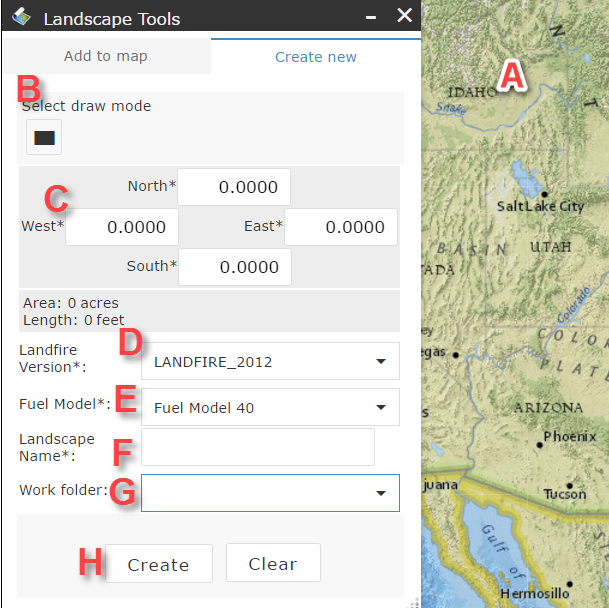 Landscape Tools
Add to map
Create new
B
Select draw mode
C
North* 0.0000
West* 0.0000 East* 0.0000
South* 0.0000
Area: 0 acres
Length: 0 feet
D
Landfire
Version*:
LANDFIRE_2012
Fuel Model*: E Fuel Model 40
Landscape
Name*:
F
Work folder: G
H Create Clear
A
IDAHO
Snake
N
T
Salt Lake City
BASIN
UTAH
ADA
Colorado
COLO
PLAT
ey
egas
ARIZONA
s
Phoenix
juana
Tucson
Gulf of
Hermosillo